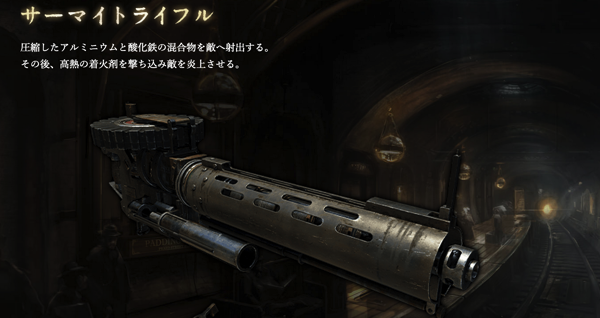 サーマイトライフル
圧縮したアルミニウムと酸化鉄の混合物を敵へ射出する。
その後、高熱の着火剤を撃ち込み敵を炎上させる。